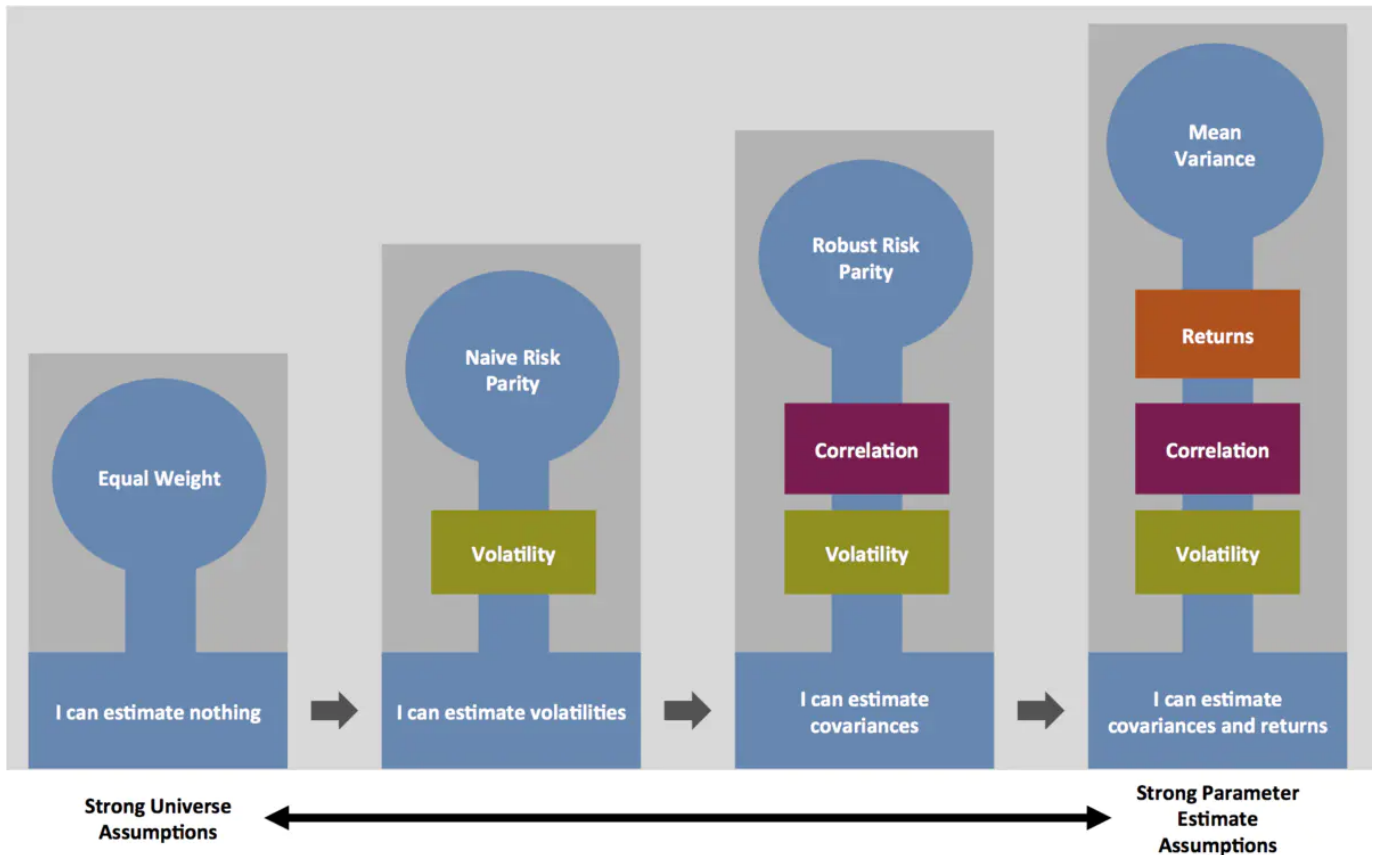 Equal Weight
I can estimate nothing
Naive Risk
Parity
Volatility
I can estimate volatilities
Robust Risk
Parity
Correlation
Volatility
I can estimate
covariances
Mean
Variance
Returns
Correlation
Volatility
I can estimate
covariances and returns
Strong Universe
Assumptions
Strong Parameter
Estimate
Assumptions